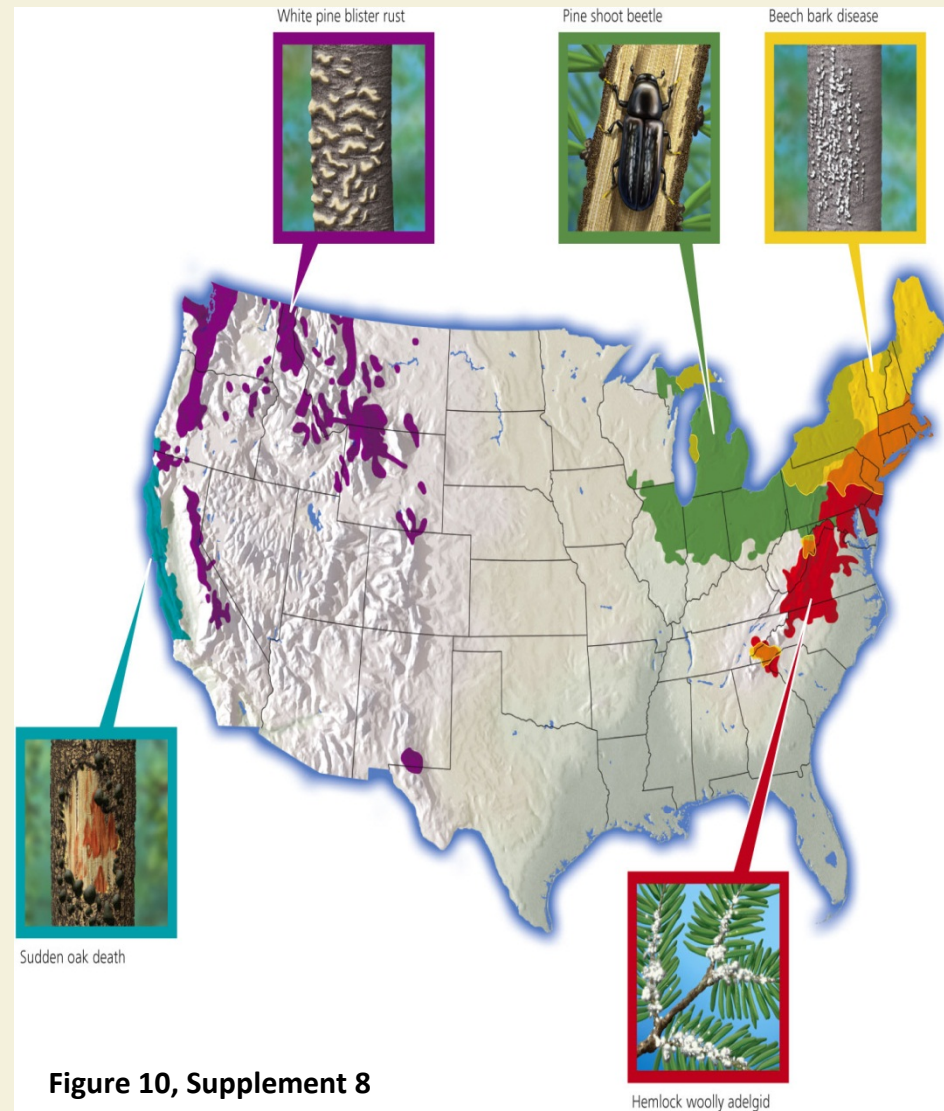 White pine blister rust
Pine shoot beetle
Beech bark disease
Sudden oak death
Figure 10, Supplement 8
Hemlock woolly adelgid